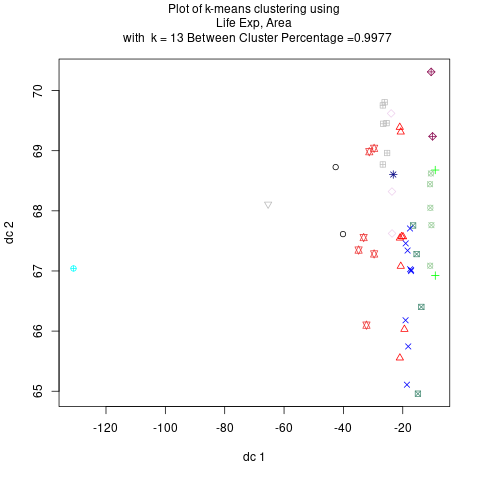 Plot of k-means clustering using
Life Exp, Area
with k = 13 Between Cluster Percentage =0.9977
dc 2
70
69
68
67
66
65
-120
-100
-80
-60
-40
-20
dc 1